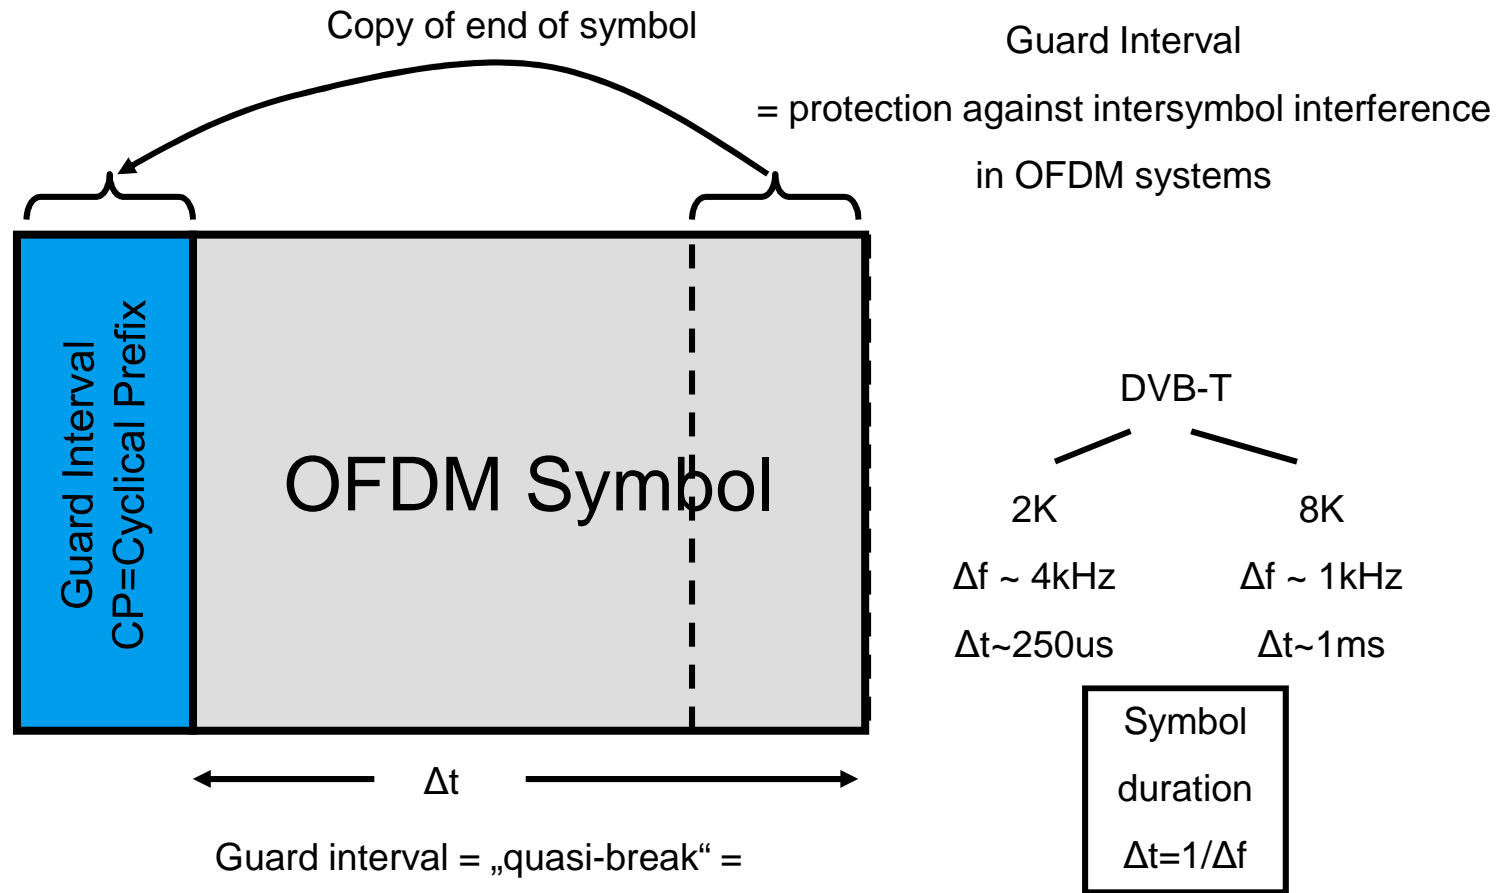 Copy of end of symbol
Guard Interval
= protection against intersymbol interference
in OFDM systems
Guard Interval
CP=Cyclical Prefix
OFDM Symbol
DVB-T
2K
8K
Δf ~ 4kHz
Δf ~ 1kHz
Δt~250us
Δt~1ms
Symbol
duration
Δt=1/Δf
Δt
Guard interval = „quasi-break“ =